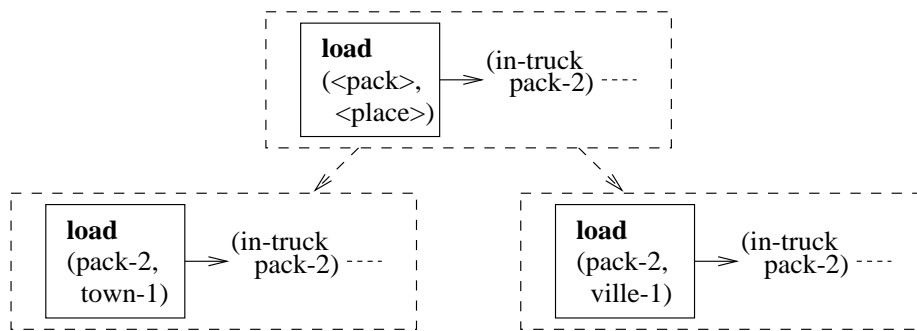 load
(<pack>,
<place>)
(in-truck
pack-2)
load
(pack-2,
town-1)
(in-truck
pack-2)
load
(pack-2,
ville-1)
(in-truck
pack-2)